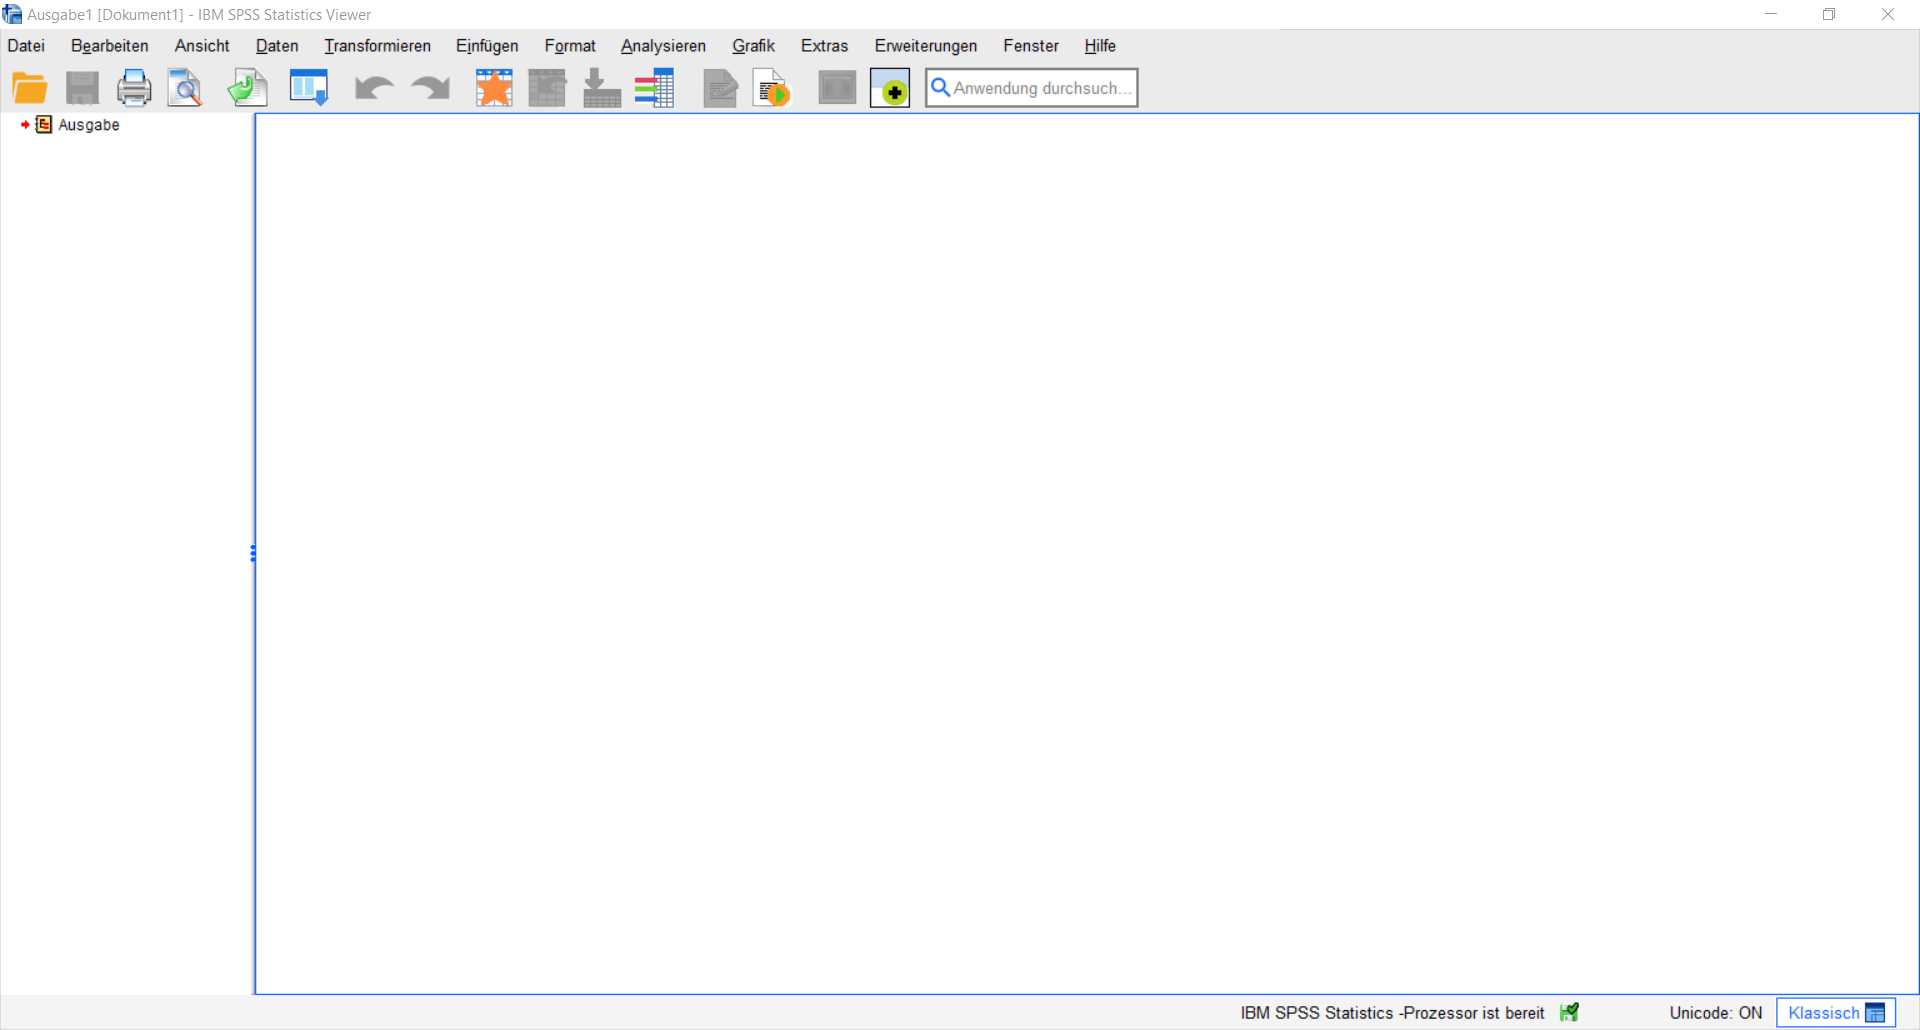 Ausgabe1 [Dokument1] - IBM SPSS Statistics Viewer
Datei Bearbeiten Ansicht Daten Transformieren Einfügen Format Analysieren Grafik Extras Erweiterungen Fenster Hilfe
Anwendung durchsuch...
Ausgabe
IBM SPSS Statistics -Prozessor ist bereit Unicode: ON Klassisch